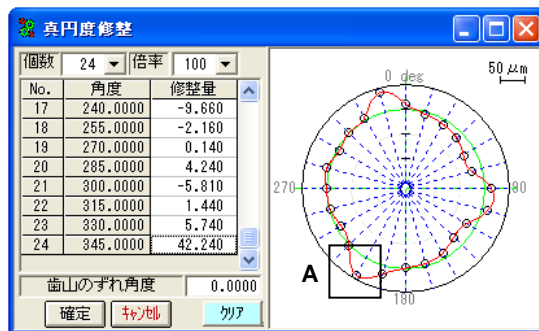 真円度修整
個数 24 倍率 100
No. 角度 修整量
17 240.0000 -9.660
18 255.0000 -2.160
19 270.0000 0.140
20 285.0000 4.240
21 300.0000 -5.810
22 315.0000 1.440
23 330.0000 5.740
24 345.0000 42.240
歯山のずれ角度 0.0000
確定 キャンセル クリア
0 deg
50 μm
270
90
A
180